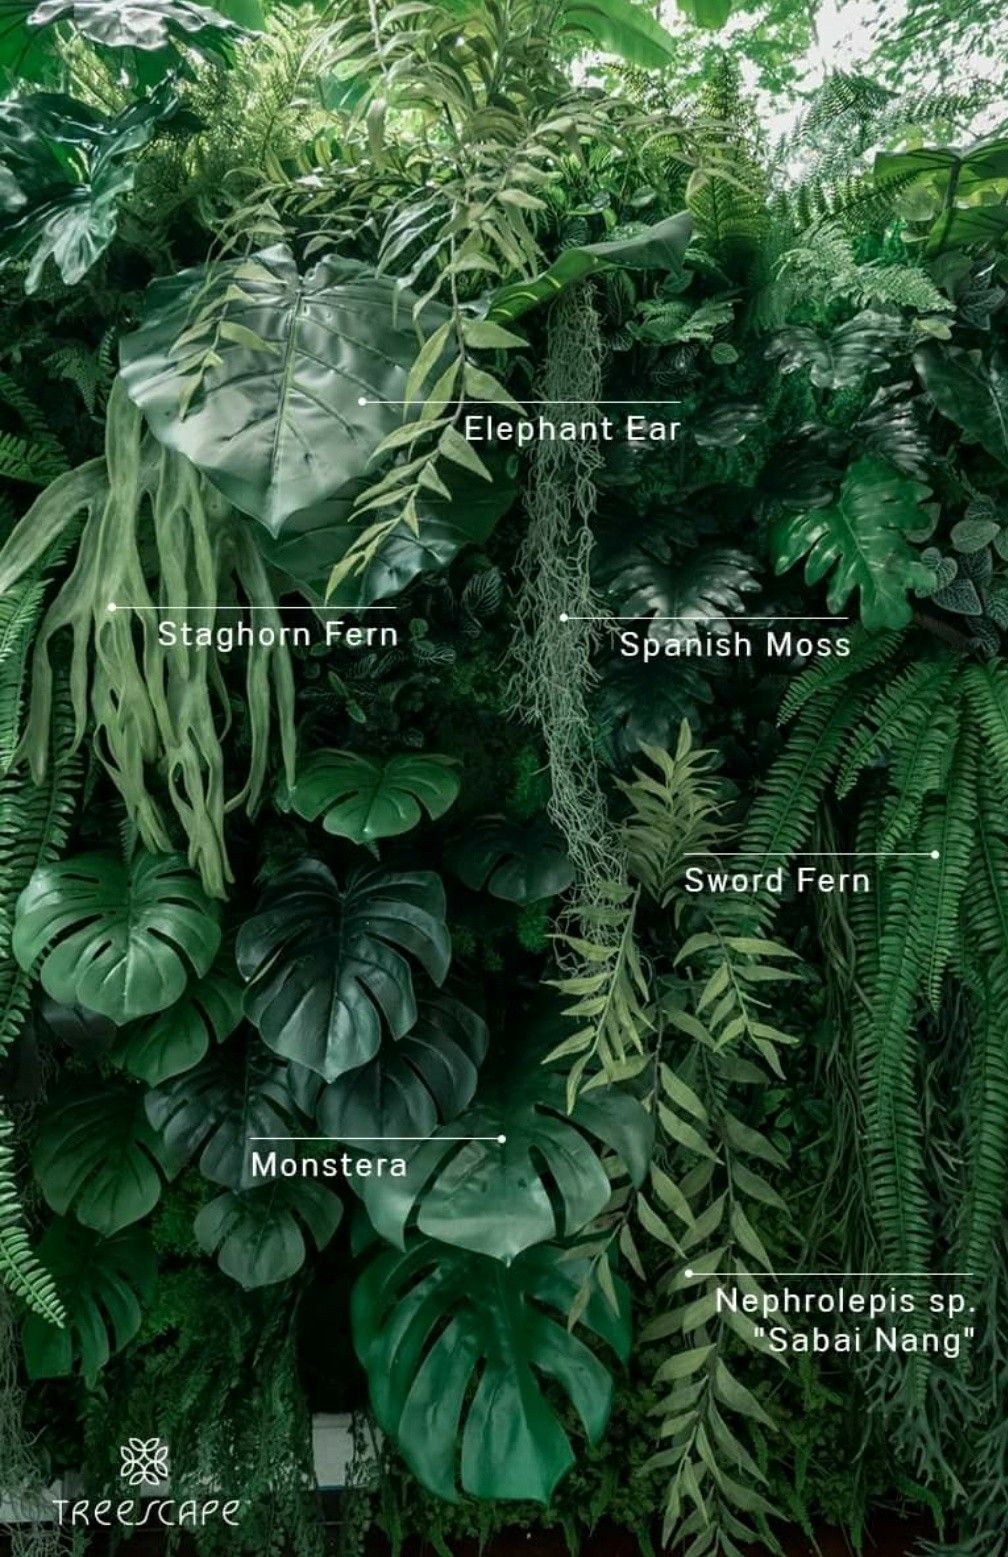 Elephant Ear
Staghorn Fern
Spanish Moss
Sword Fern
Monstera
Nephrolepis sp.
"Sabai Nang"
TREESCAPE